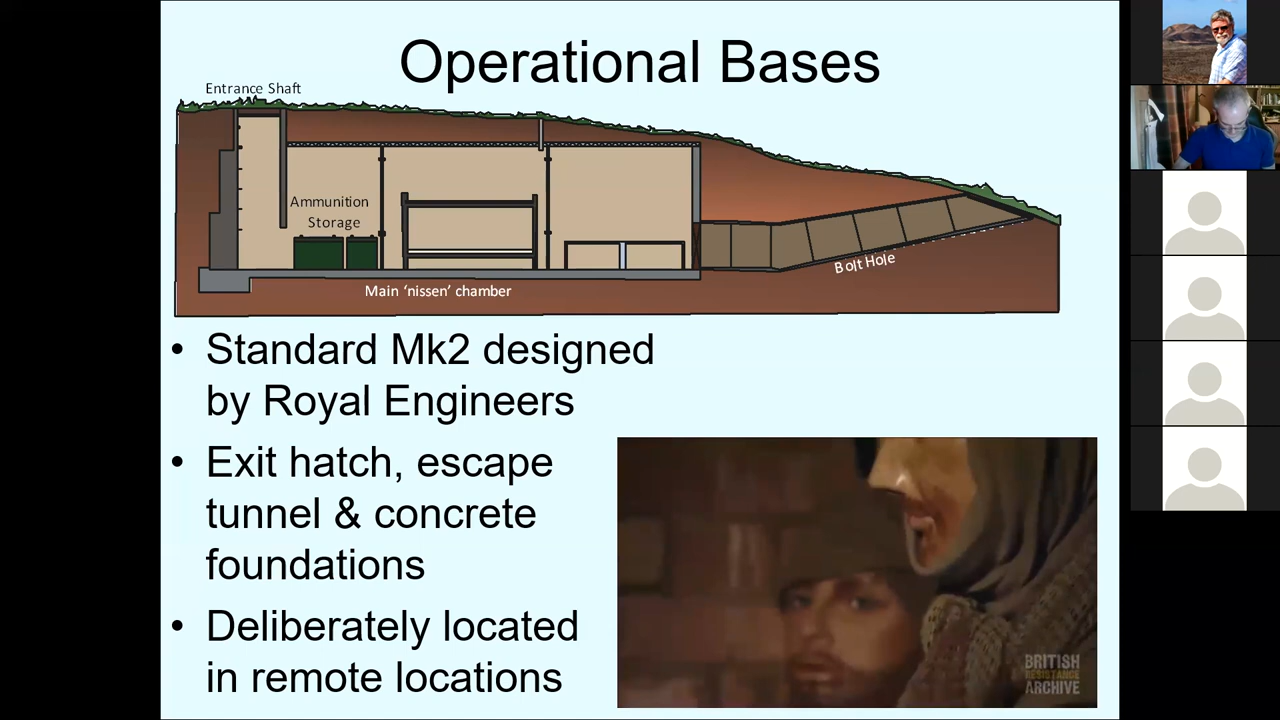 Operational Bases
Entrance Shaft
Ammunition
Storage
Bolt Hole
Main ‘nissen’ chamber
• Standard Mk2 designed
by Royal Engineers
• Exit hatch, escape
tunnel & concrete
foundations
• Deliberately located
in remote locations
BRITISH
RESISTANCE
ARCHIVE